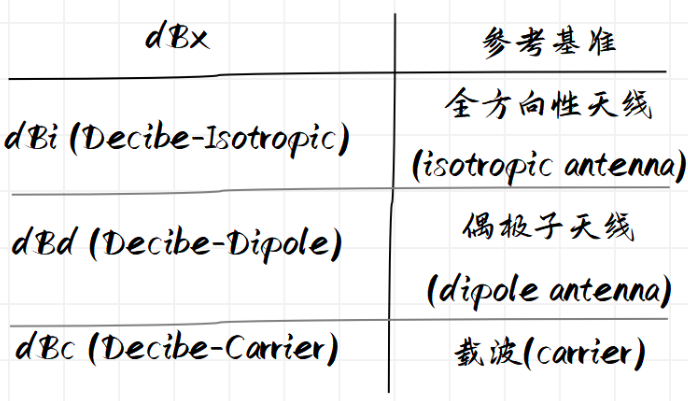 dBx
參考基准
dBi (Decibe-Isotropic)
全方向性天线
(isotropic antenna)
dBd (Decibe-Dipole)
偶极子天线
(dipole antenna)
dBc (Decibe-Carrier)
载波(carrier)